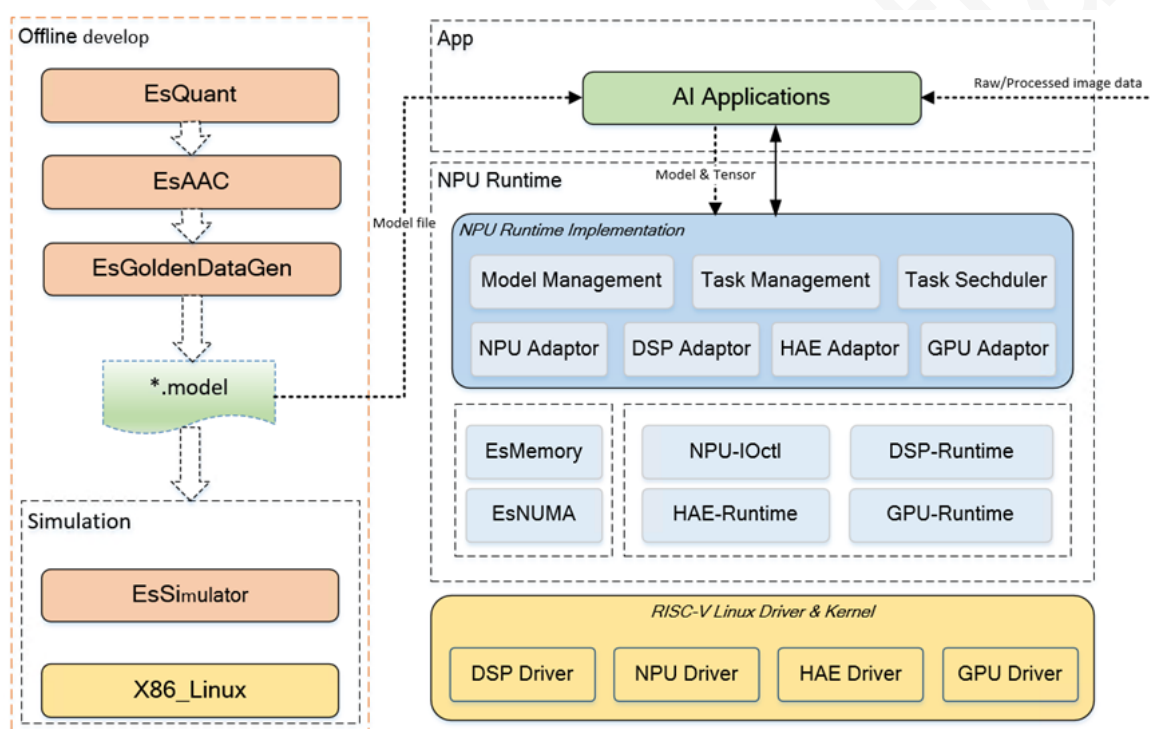 Offline develop
EsQuant
EsAAC
EsGoldenDataGen
*.model
Simulation
EsSimulator
X86_Linux
Model file
App
AI Applications
Raw/Processed image data
Model & Tensor
NPU Runtime
NPU Runtime Implementation
Model Management
Task Management
Task Sechduler
NPU Adaptor
DSP Adaptor
HAE Adaptor
GPU Adaptor
EsMemory
EsNUMA
NPU-IOctl
DSP-Runtime
HAE-Runtime
GPU-Runtime
RISC-V Linux Driver & Kernel
DSP Driver
NPU Driver
HAE Driver
GPU Driver